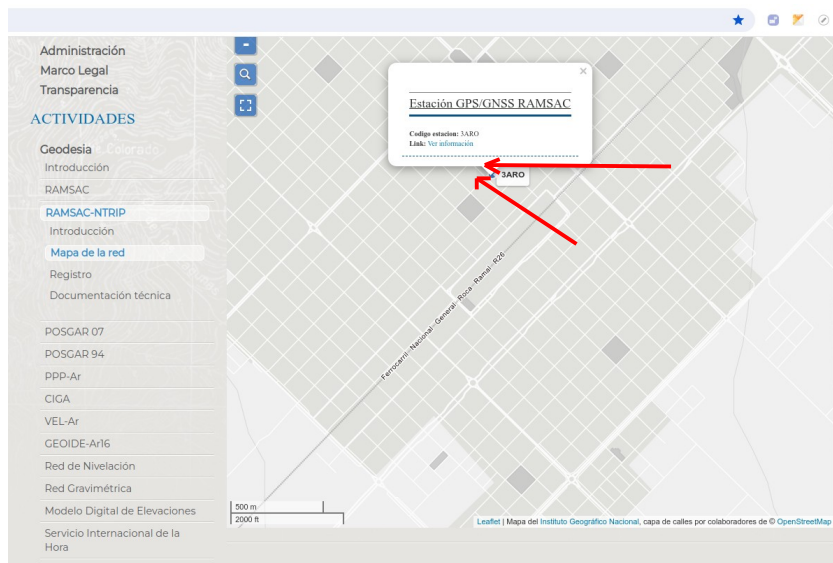 Administración
Marco Legal
Transparencia
ACTIVIDADES
Geodesia
Introducción
RAMSAC
RAMSAC-NTRIP
Introducción
Mapa de la red
Registro
Documentación técnica
POSGAR 07
POSGAR 94
PPP-Ar
CIGA
VEL-Ar
GEOIDE-Ar16
Red de Nivelación
Red Gravimétrica
Modelo Digital de Elevaciones
Servicio Internacional de la
Hora
-
×
Estación GPS/GNSS RAMSAC
Codigo estacion: 3ARO
Link: Ver información
3ARO
Ferrocarril Nacional General Roca Ramal R26
500 m
2000 ft
Leaflet | Mapa del Instituto Geográfico Nacional, capa de calles por colaboradores de © OpenStreetMap